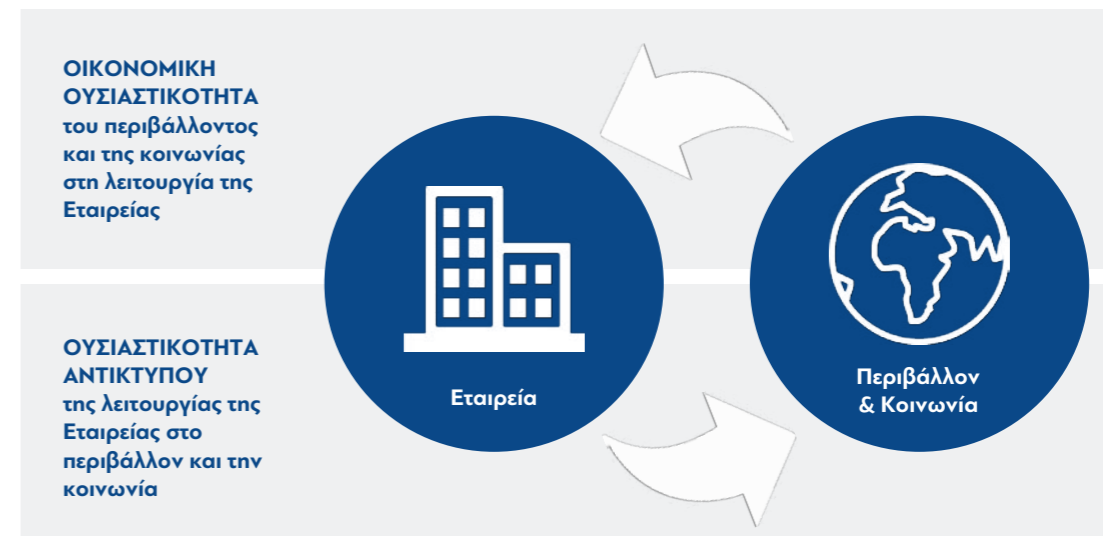 ΟΙΚΟΝΟΜΙΚΗ
ΟΥΣΙΑΣΤΙΚΟΤΗΤΑ
του περιβάλλοντος
και της κοινωνίας
στη λειτουργία της
Εταιρείας
ΟΥΣΙΑΣΤΙΚΟΤΗΤΑ
ΑΝΤΙΚΤΥΠΟΥ
της λειτουργίας της
Εταιρείας στο
περιβάλλον και την
κοινωνία
Εταιρεία
Περιβάλλον
& Κοινωνία